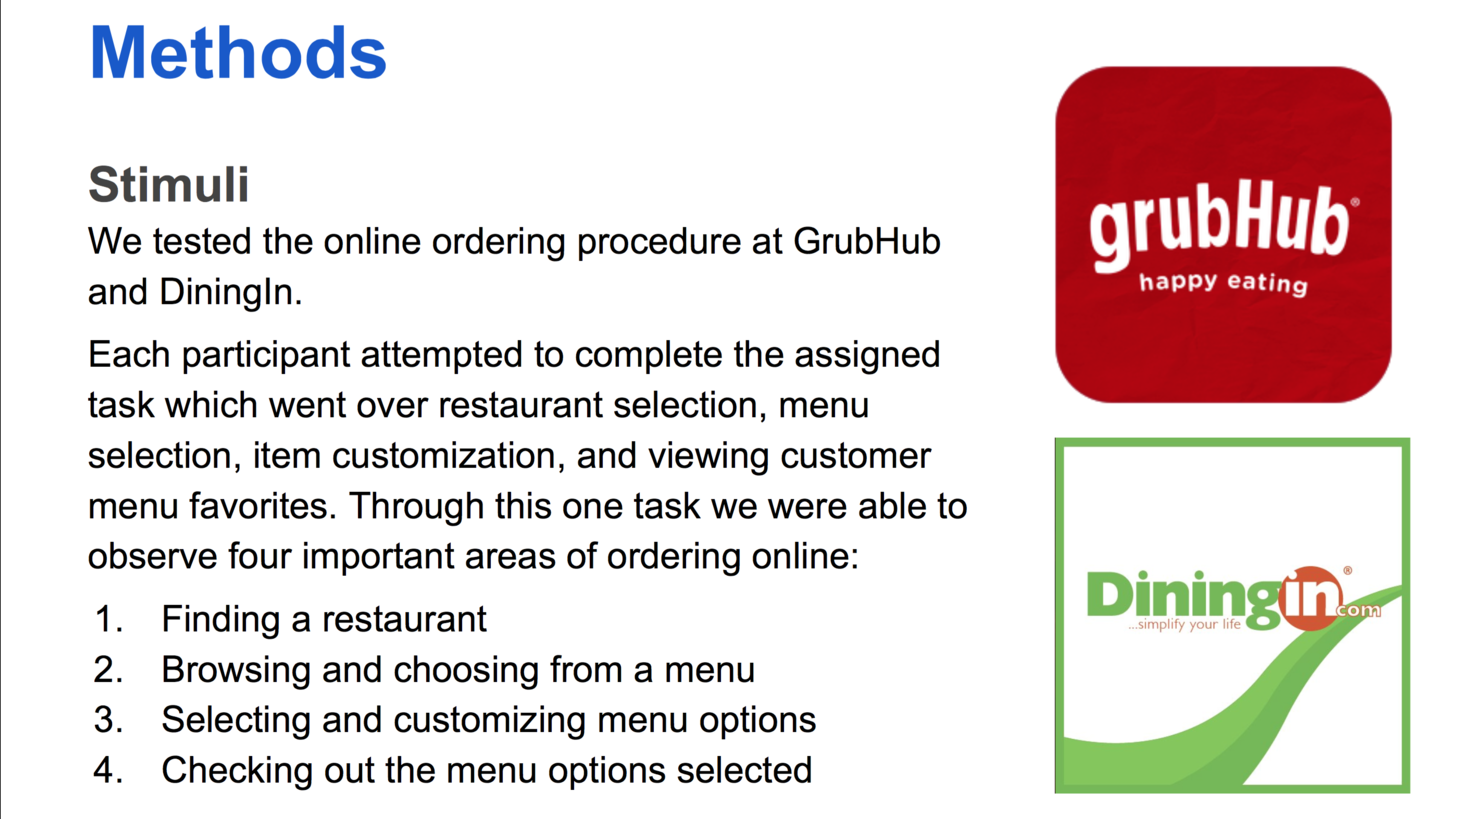 Methods
Stimuli
We tested the online ordering procedure at GrubHub
and DiningIn.
Each participant attempted to complete the assigned
task which went over restaurant selection, menu
selection, item customization, and viewing customer
menu favorites. Through this one task we were able to
observe four important areas of ordering online:
1. Finding a restaurant
2. Browsing and choosing from a menu
3. Selecting and customizing menu options
4. Checking out the menu options selected
grubHub®
happy eating
Diningin®.com
...simplify your life